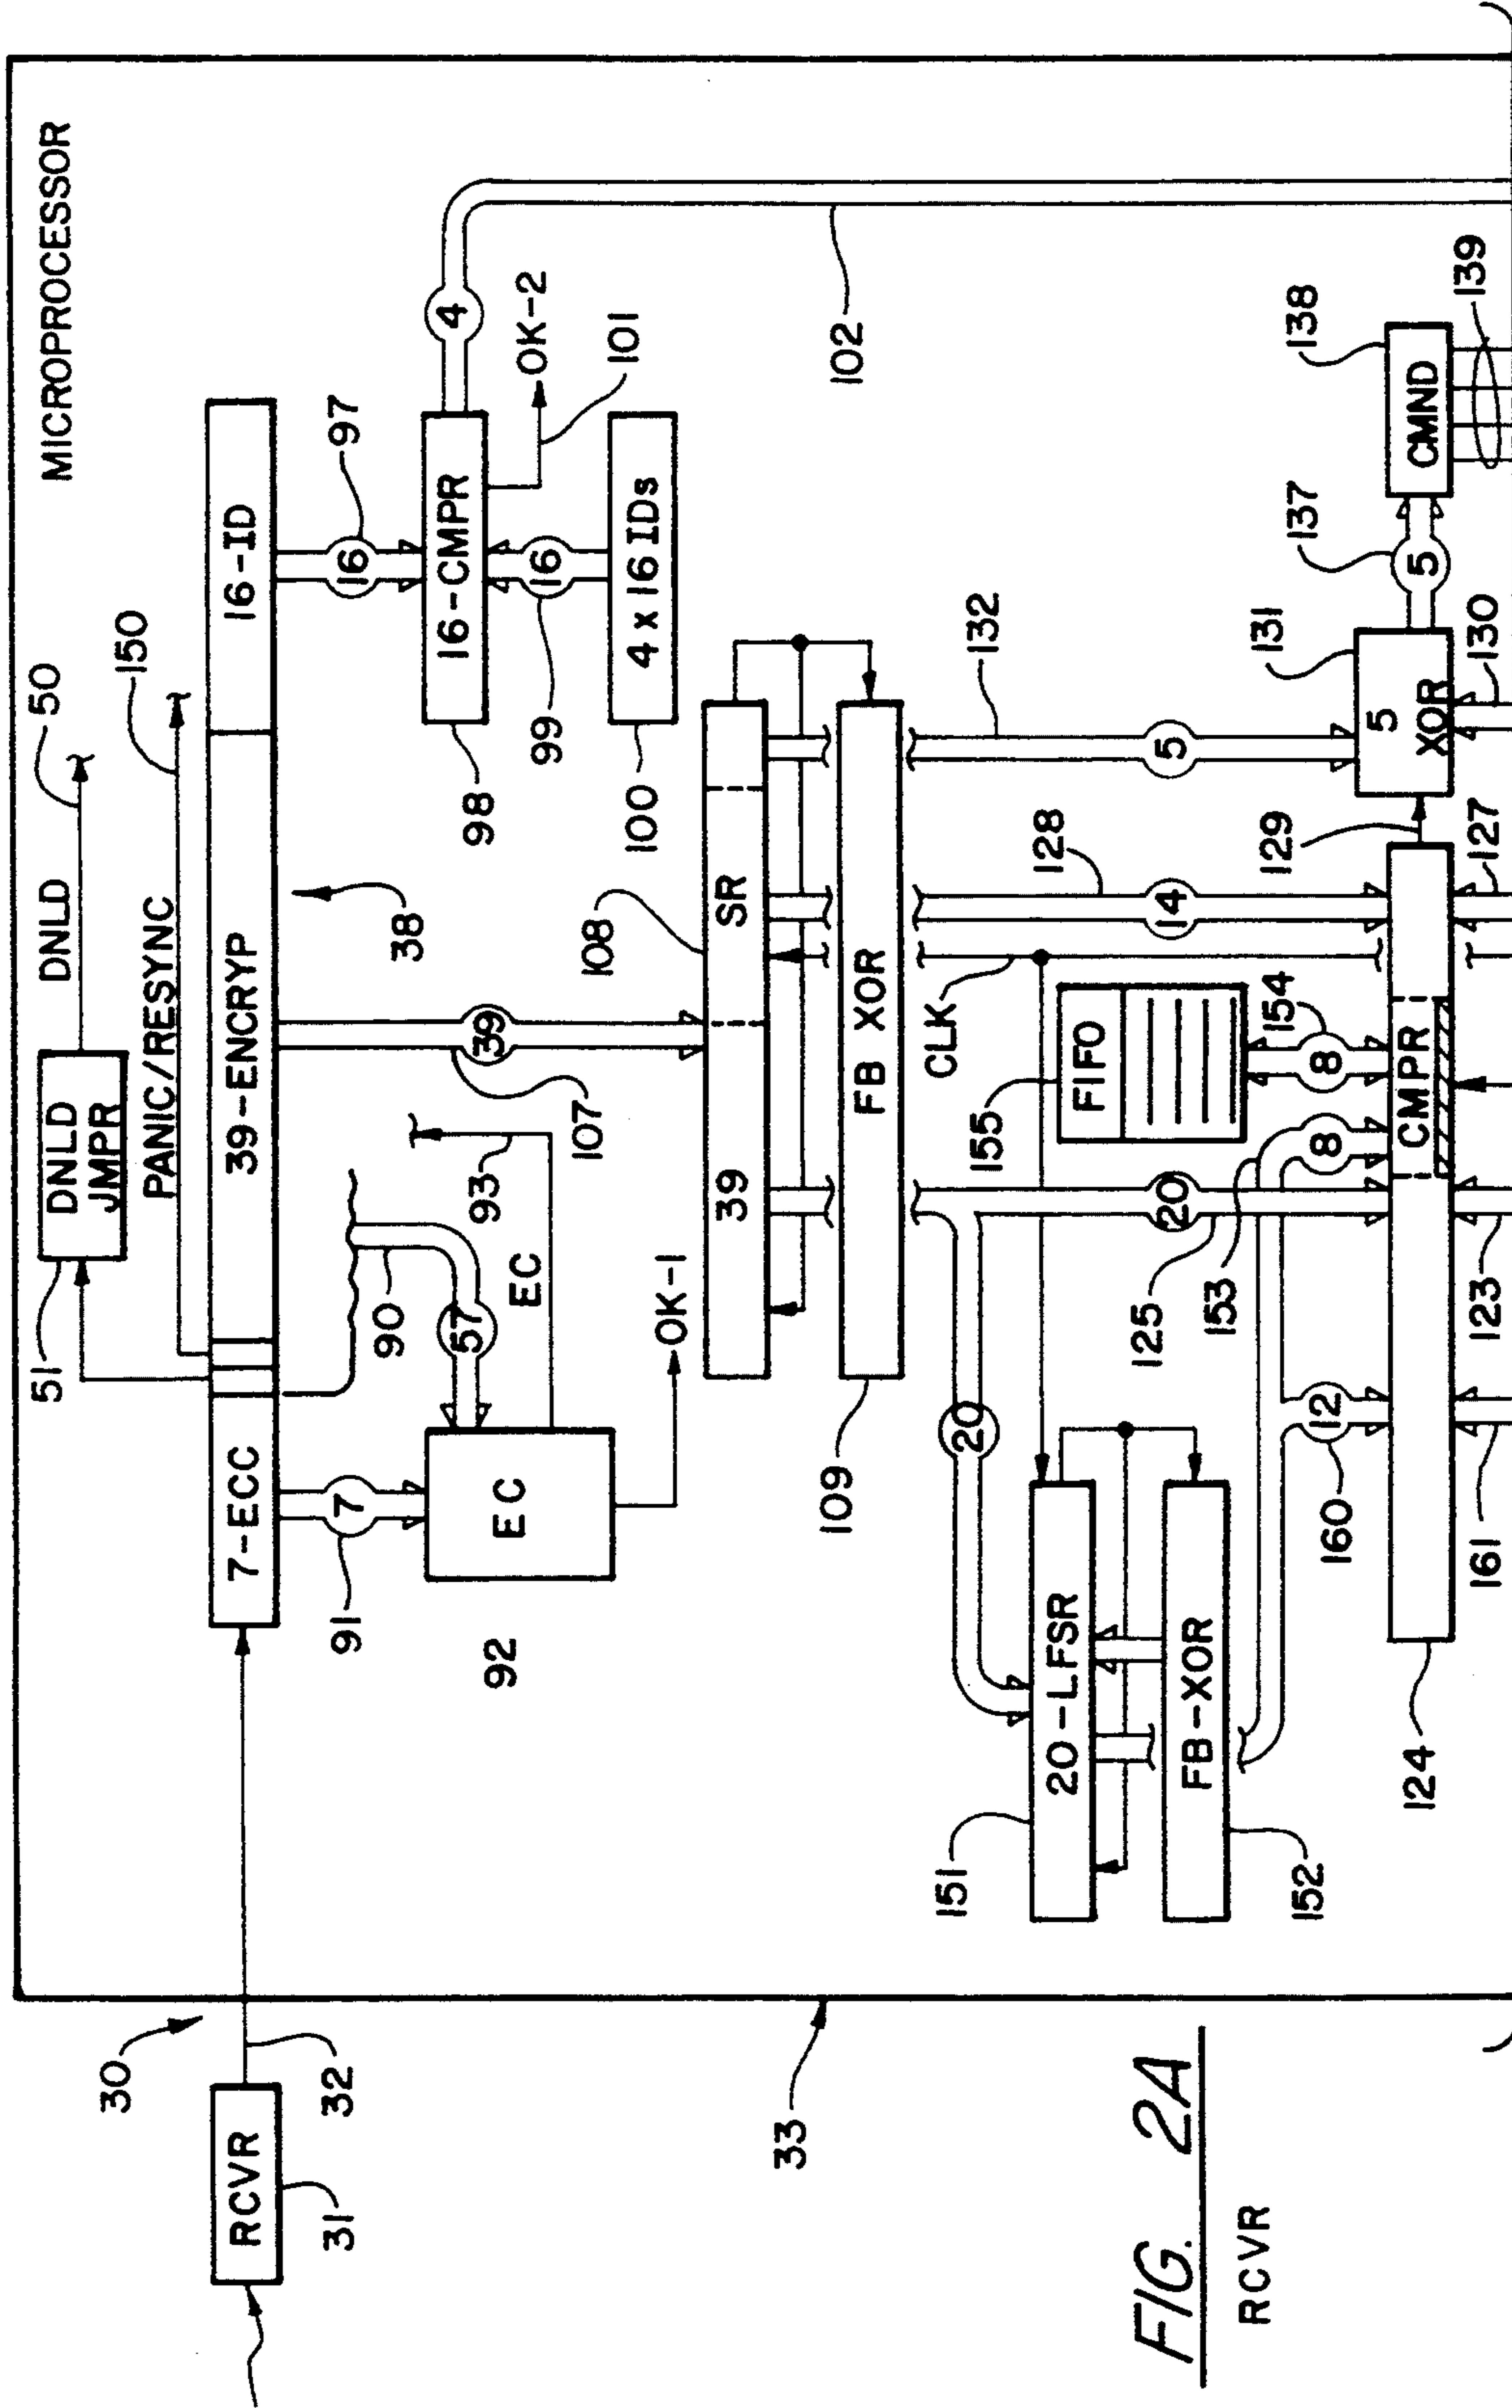 MICROPROCESSOR
50
DNLD
51
DNLD
JMPR
150
PANIC/RESYNC
7-ECC
39-ENCRYP
16-ID
38
30
32
RCVR
31
91
7
92
EC
90
57
EC
93
OK-1
107
39
97
16
16-CMPR
98
4
OK-2
101
99
16
4 x 16 IDs
100
102
108
39
SR
FB XOR
109
33
20
CLK
128
14
132
5
155
FIFO
154
8
153
8
125
20
151
20-LFSR
FB-XOR
152
160
12
124
CMPR
129
5
XOR
131
137
5
CMND
138
139
161
123
127
130
FIG. 2A
RCVR